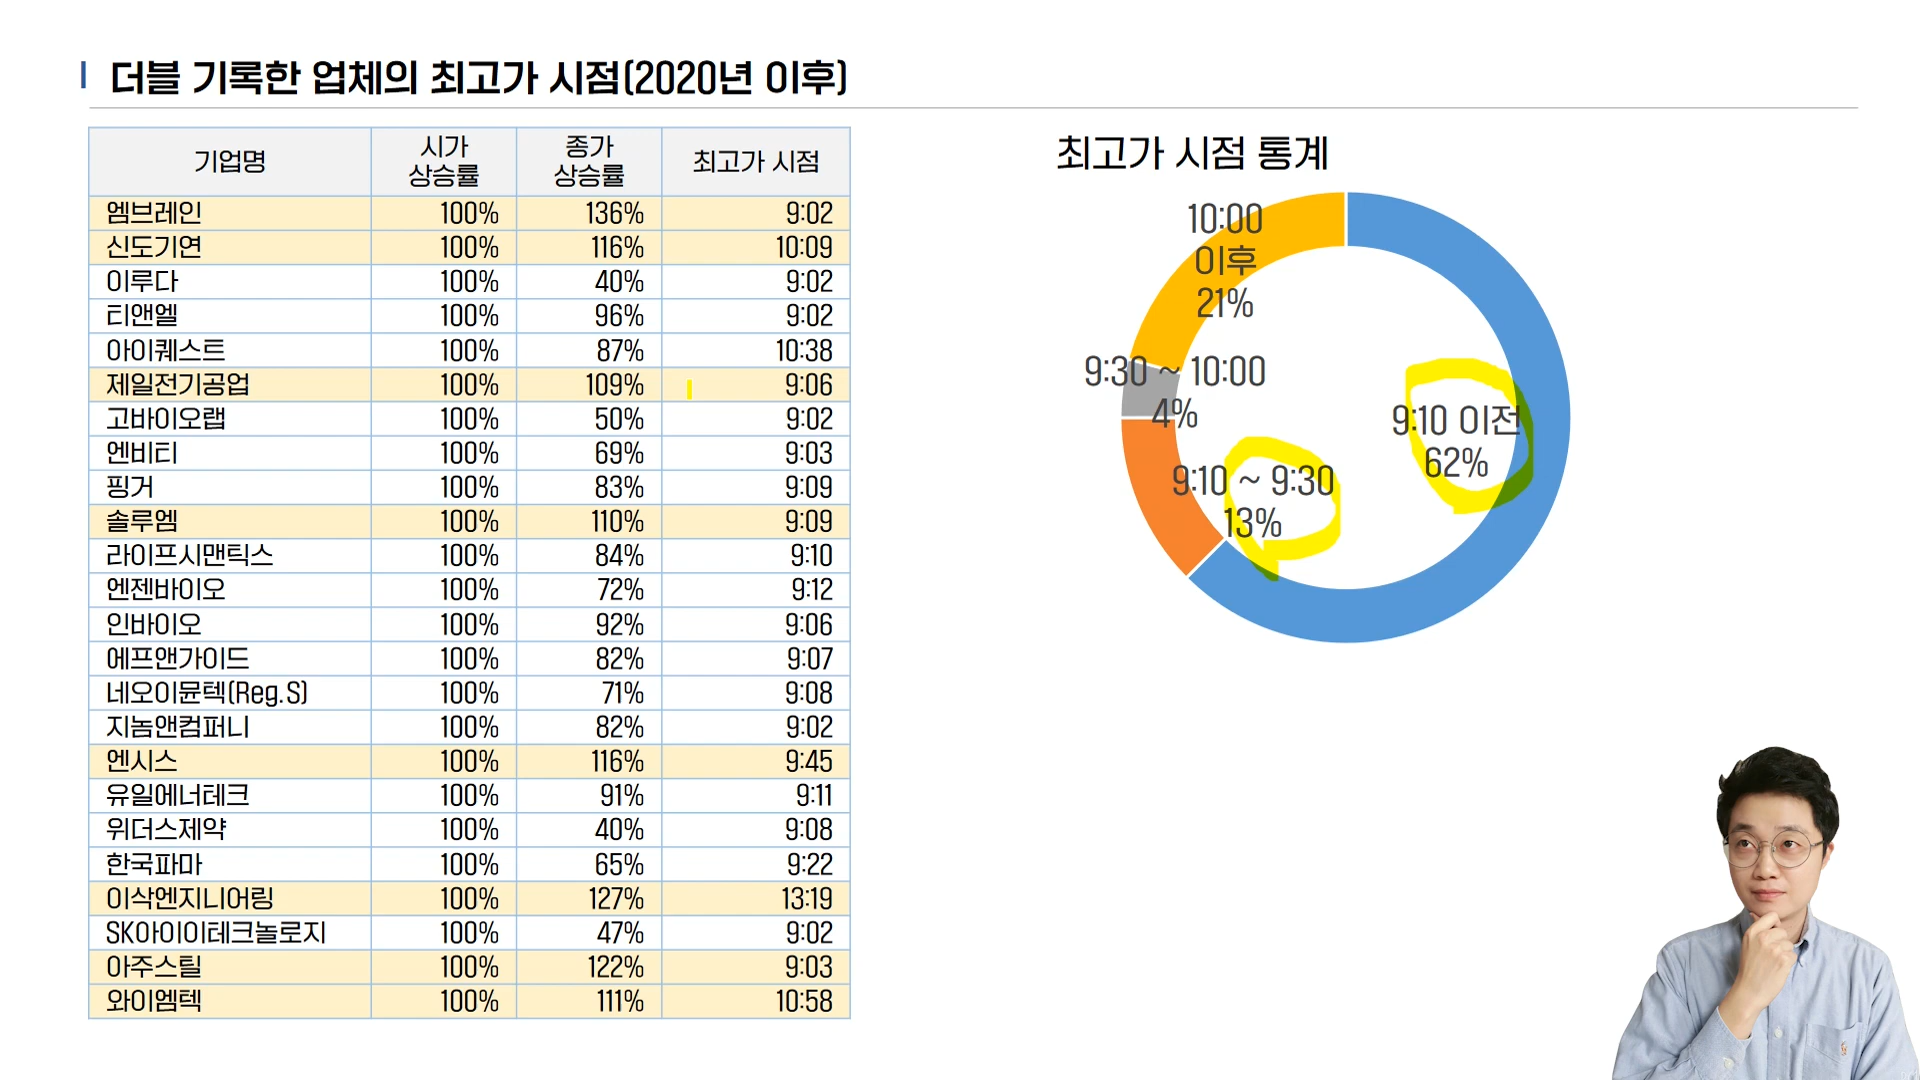 더블 기록한 업체의 최고가 시점(2020년 이후)
기업명 시가 상승률 종가 상승률 최고가 시점
엠브레인 100% 136% 9:02
신도기연 100% 116% 10:09
이루다 100% 40% 9:02
티앤엘 100% 96% 9:02
아이퀘스트 100% 87% 10:38
제일전기공업 100% 109% 9:06
고바이오랩 100% 50% 9:02
엔비티 100% 69% 9:03
핑거 100% 83% 9:09
솔루엠 100% 110% 9:09
라이프시맨틱스 100% 84% 9:10
엔젠바이오 100% 72% 9:12
인바이오 100% 92% 9:06
에프앤가이드 100% 82% 9:07
네오이뮨텍(Reg.S) 100% 71% 9:08
지놈앤컴퍼니 100% 82% 9:02
엔시스 100% 116% 9:45
유일에너테크 100% 91% 9:11
위더스제약 100% 40% 9:08
한국파마 100% 65% 9:22
이삭엔지니어링 100% 127% 13:19
SK아이이테크놀로지 100% 47% 9:02
아주스틸 100% 122% 9:03
와이엠텍 100% 111% 10:58
최고가 시점 통계
10:00
이후
21%
9:30 ~ 10:00
4%
9:10 ~ 9:30
13%
9:10 이전
62%